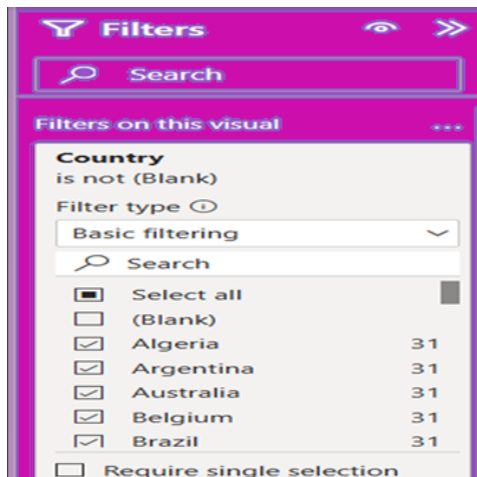 Filters
Search
Filters on this visual
Country
is not (Blank)
Filter type
Basic filtering
Search
Select all
(Blank)
Algeria 31
Argentina 31
Australia 31
Belgium 31
Brazil 31
Require single selection